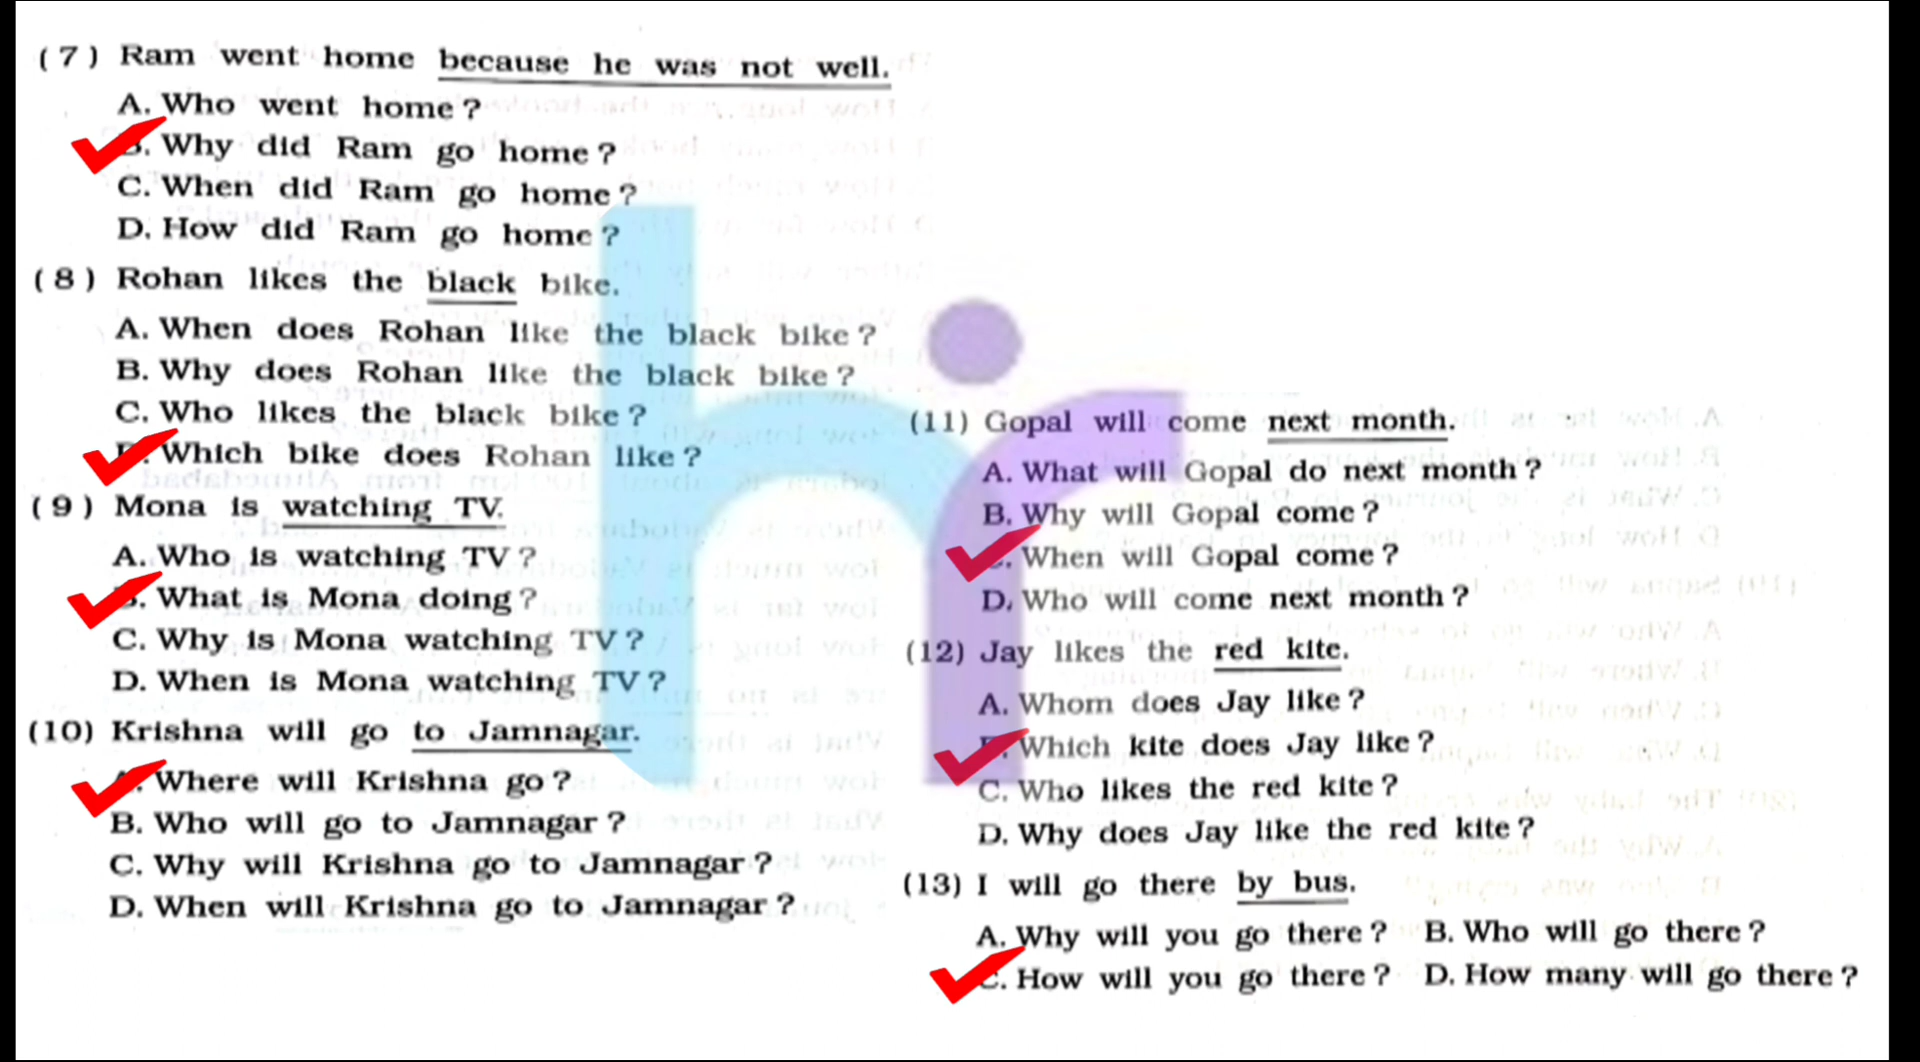 ( 7 ) Ram went home because he was not well.
A. Who went home ?
B. Why did Ram go home ?
C. When did Ram go home ?
D. How did Ram go home ?
( 8 ) Rohan likes the black bike.
A. When does Rohan like the black bike ?
B. Why does Rohan like the black bike ?
C. Who likes the black bike ?
D. Which bike does Rohan like ?
( 9 ) Mona is watching TV.
A. Who is watching TV ?
B. What is Mona doing ?
C. Why is Mona watching TV ?
D. When is Mona watching TV ?
(10) Krishna will go to Jamnagar.
A. Where will Krishna go ?
B. Who will go to Jamnagar ?
C. Why will Krishna go to Jamnagar ?
D. When will Krishna go to Jamnagar ?
(11) Gopal will come next month.
A. What will Gopal do next month ?
B. Why will Gopal come ?
C. When will Gopal come ?
D. Who will come next month ?
(12) Jay likes the red kite.
A. Whom does Jay like ?
B. Which kite does Jay like ?
C. Who likes the red kite ?
D. Why does Jay like the red kite ?
(13) I will go there by bus.
A. Why will you go there ? B. Who will go there ?
C. How will you go there ? D. How many will go there ?